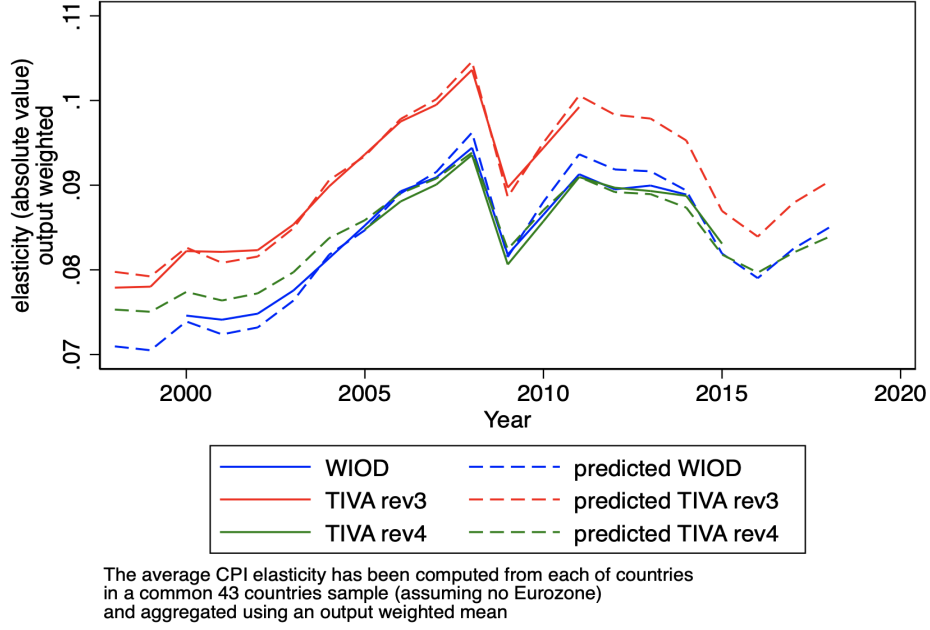 .11
.1
.09
.08
.07
elasticity (absolute value)
output weighted
2000 2005 2010 2015 2020
Year
WIOD predicted WIOD
TIVA rev3 predicted TIVA rev3
TIVA rev4 predicted TIVA rev4
The average CPI elasticity has been computed from each of countries
in a common 43 countries sample (assuming no Eurozone)
and aggregated using an output weighted mean